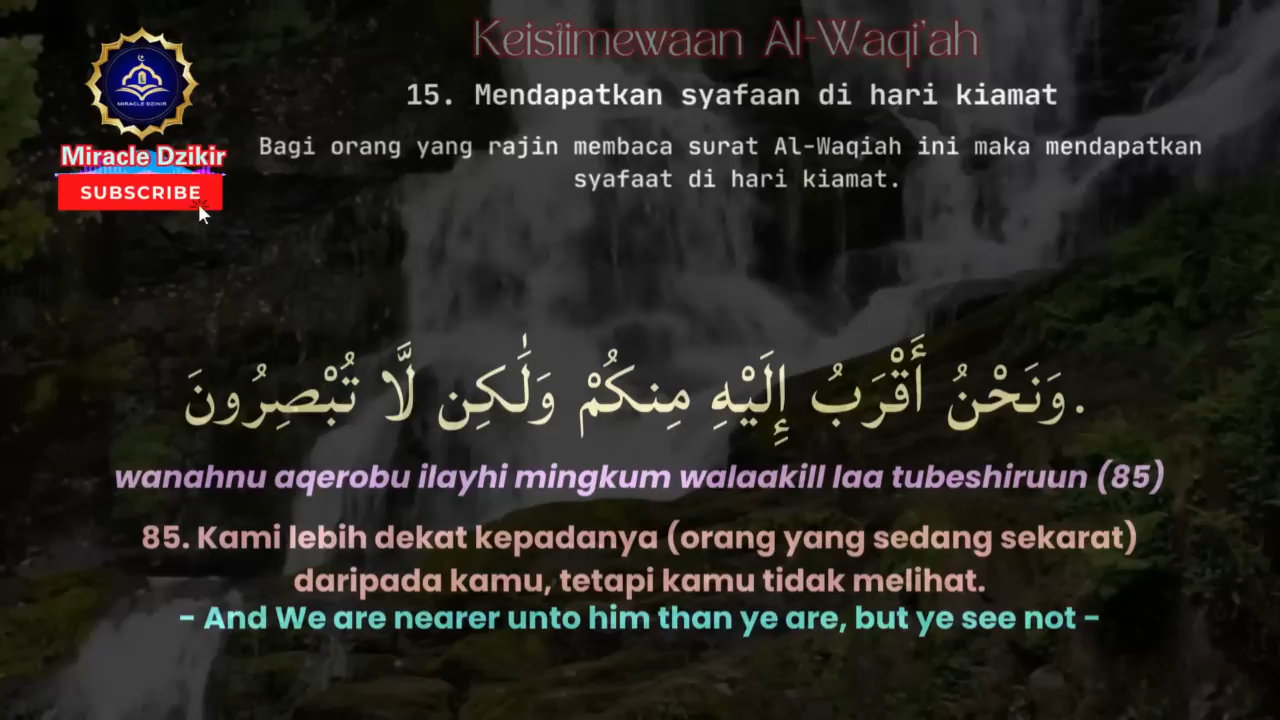 Keistimewaan Al-Waqi'ah
15. Mendapatkan syafaan di hari kiamat
Bagi orang yang rajin membaca surat Al-Waqiah ini maka mendapatkan
syafaat di hari kiamat.
MIRACLE DZIKIR
Miracle Dzikir
SUBSCRIBE
وَنَحْنُ أَقْرَبُ إِلَيْهِ مِنكُمْ وَلَٰكِن لَّا تُبْصِرُونَ.
wanahnu aqerobu ilayhi mingkum walaakill laa tubeshiruun (85)
85. Kami lebih dekat kepadanya (orang yang sedang sekarat)
daripada kamu, tetapi kamu tidak melihat.
- And We are nearer unto him than ye are, but ye see not -